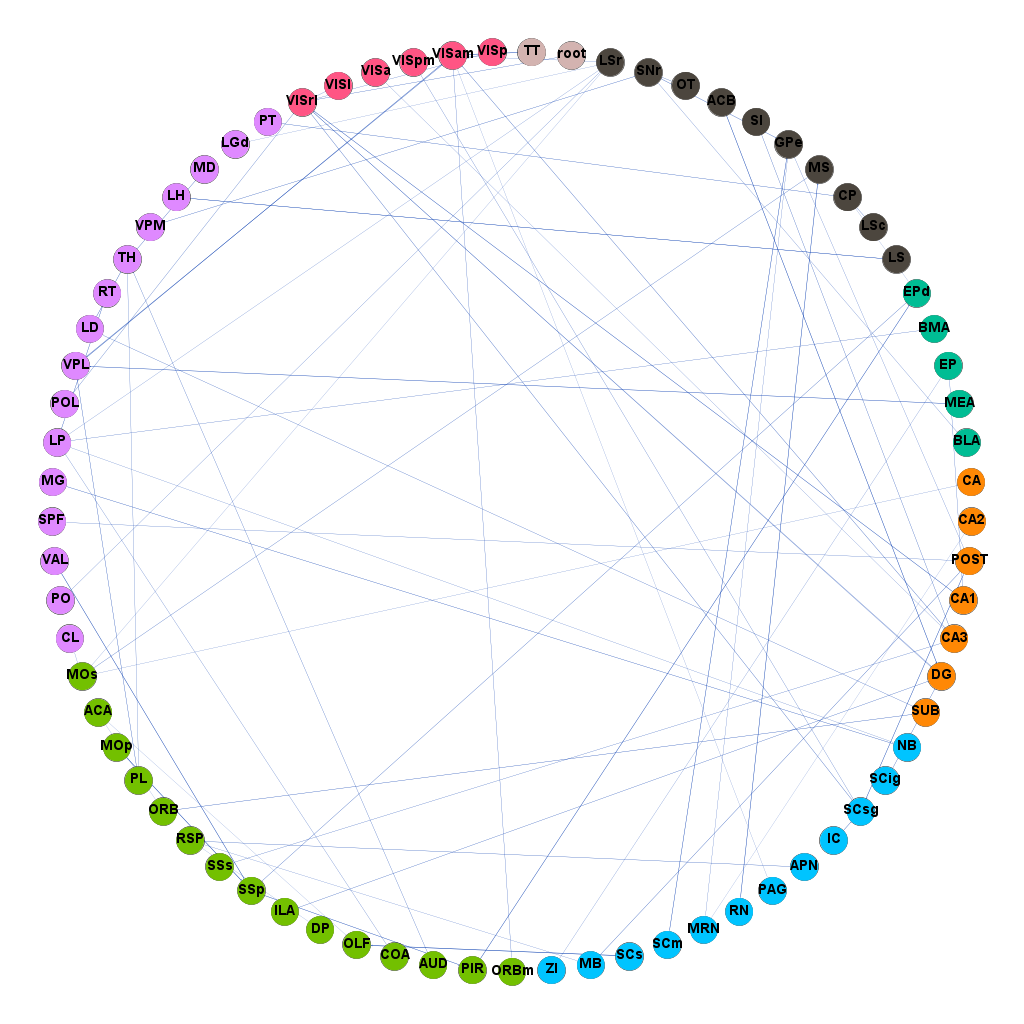 VISp
TT
root
LSr
SNr
OT
ACB
SI
GPe
MS
CP
LSc
LS
EPd
BMA
EP
MEA
BLA
CA
CA2
POST
CA1
CA3
DG
SUB
NB
SCig
SCsg
IC
APN
PAG
RN
MRN
SCm
SCs
MB
ZI
ORBm
PIR
AUD
COA
OLF
DP
ILA
SSp
SSs
RSP
ORB
PL
MOp
ACA
MOs
CL
PO
VAL
SPF
MG
LP
POL
VPL
LD
RT
TH
VPM
LH
MD
LGd
PT
VISrl
VISl
VISa
VISpm
VISam